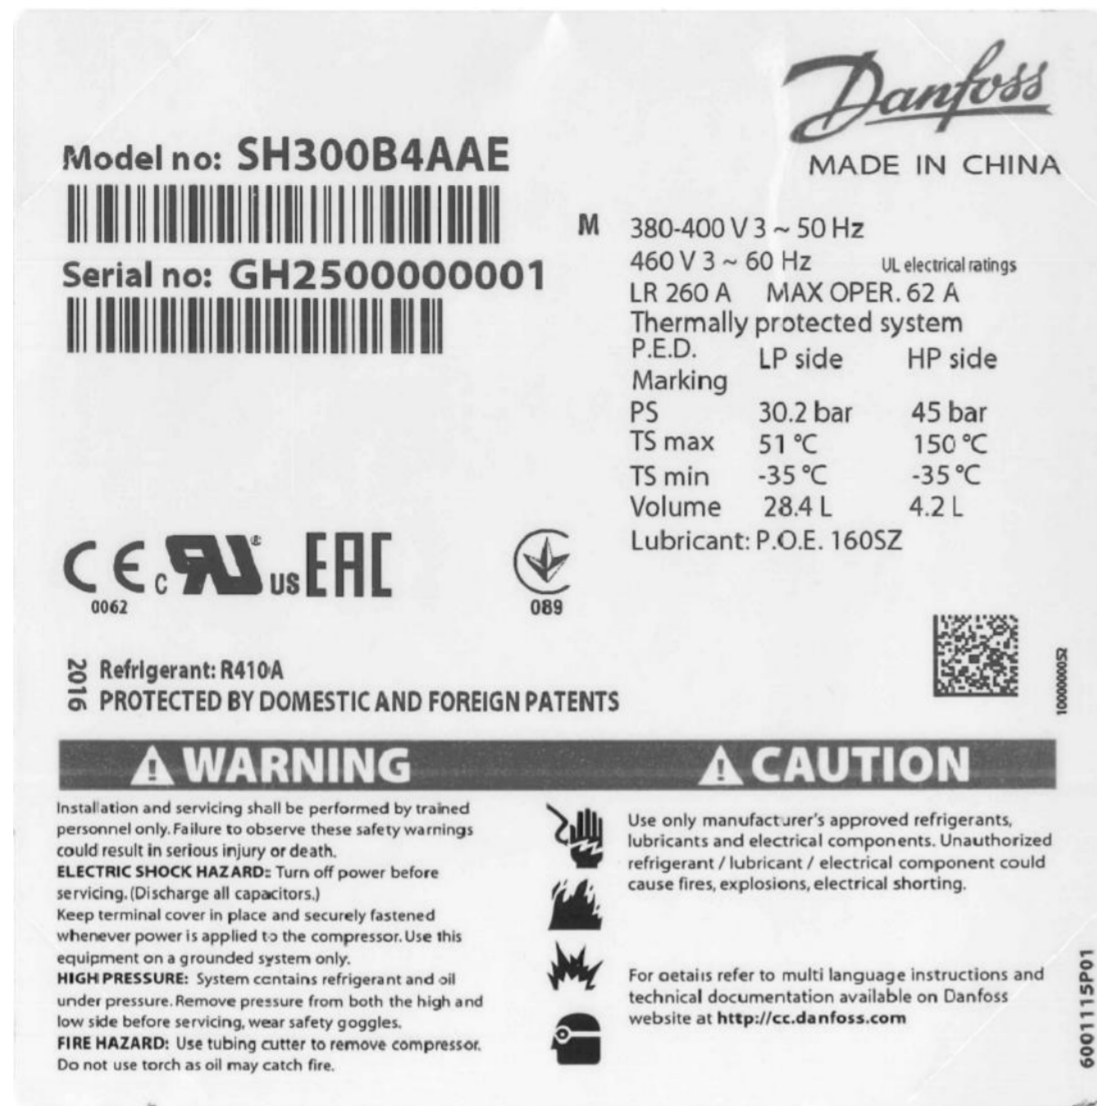 Danfoss
MADE IN CHINA
Model no: SH300B4AAE
Serial no: GH2500000001
M 380-400 V 3 ~ 50 Hz
460 V 3 ~ 60 Hz UL electrical ratings
LR 260 A MAX OPER. 62 A
Thermally protected system
P.E.D. LP side HP side
Marking
PS 30.2 bar 45 bar
TS max 51 °C 150 °C
TS min -35 °C -35 °C
Volume 28.4 L 4.2 L
Lubricant: P.O.E. 160SZ
CE c RU ® US EAC
0062 089
2016
Refrigerant: R410A
PROTECTED BY DOMESTIC AND FOREIGN PATENTS
WARNING
Installation and servicing shall be performed by trained
personnel only. Failure to observe these safety warnings
could result in serious injury or death.
ELECTRIC SHOCK HAZARD: Turn off power before
servicing. (Discharge all capacitors.)
Keep terminal cover in place and securely fastened
whenever power is applied to the compressor. Use this
equipment on a grounded system only.
HIGH PRESSURE: System contains refrigerant and oil
under pressure. Remove pressure from both the high and
low side before servicing, wear safety goggles.
FIRE HAZARD: Use tubing cutter to remove compressor.
Do not use torch as oil may catch fire.
CAUTION
Use only manufacturer's approved refrigerants,
lubricants and electrical components. Unauthorized
refrigerant / lubricant / electrical component could
cause fires, explosions, electrical shorting.
For details refer to multi language instructions and
technical documentation available on Danfoss
website at http://cc.danfoss.com
6001115P01